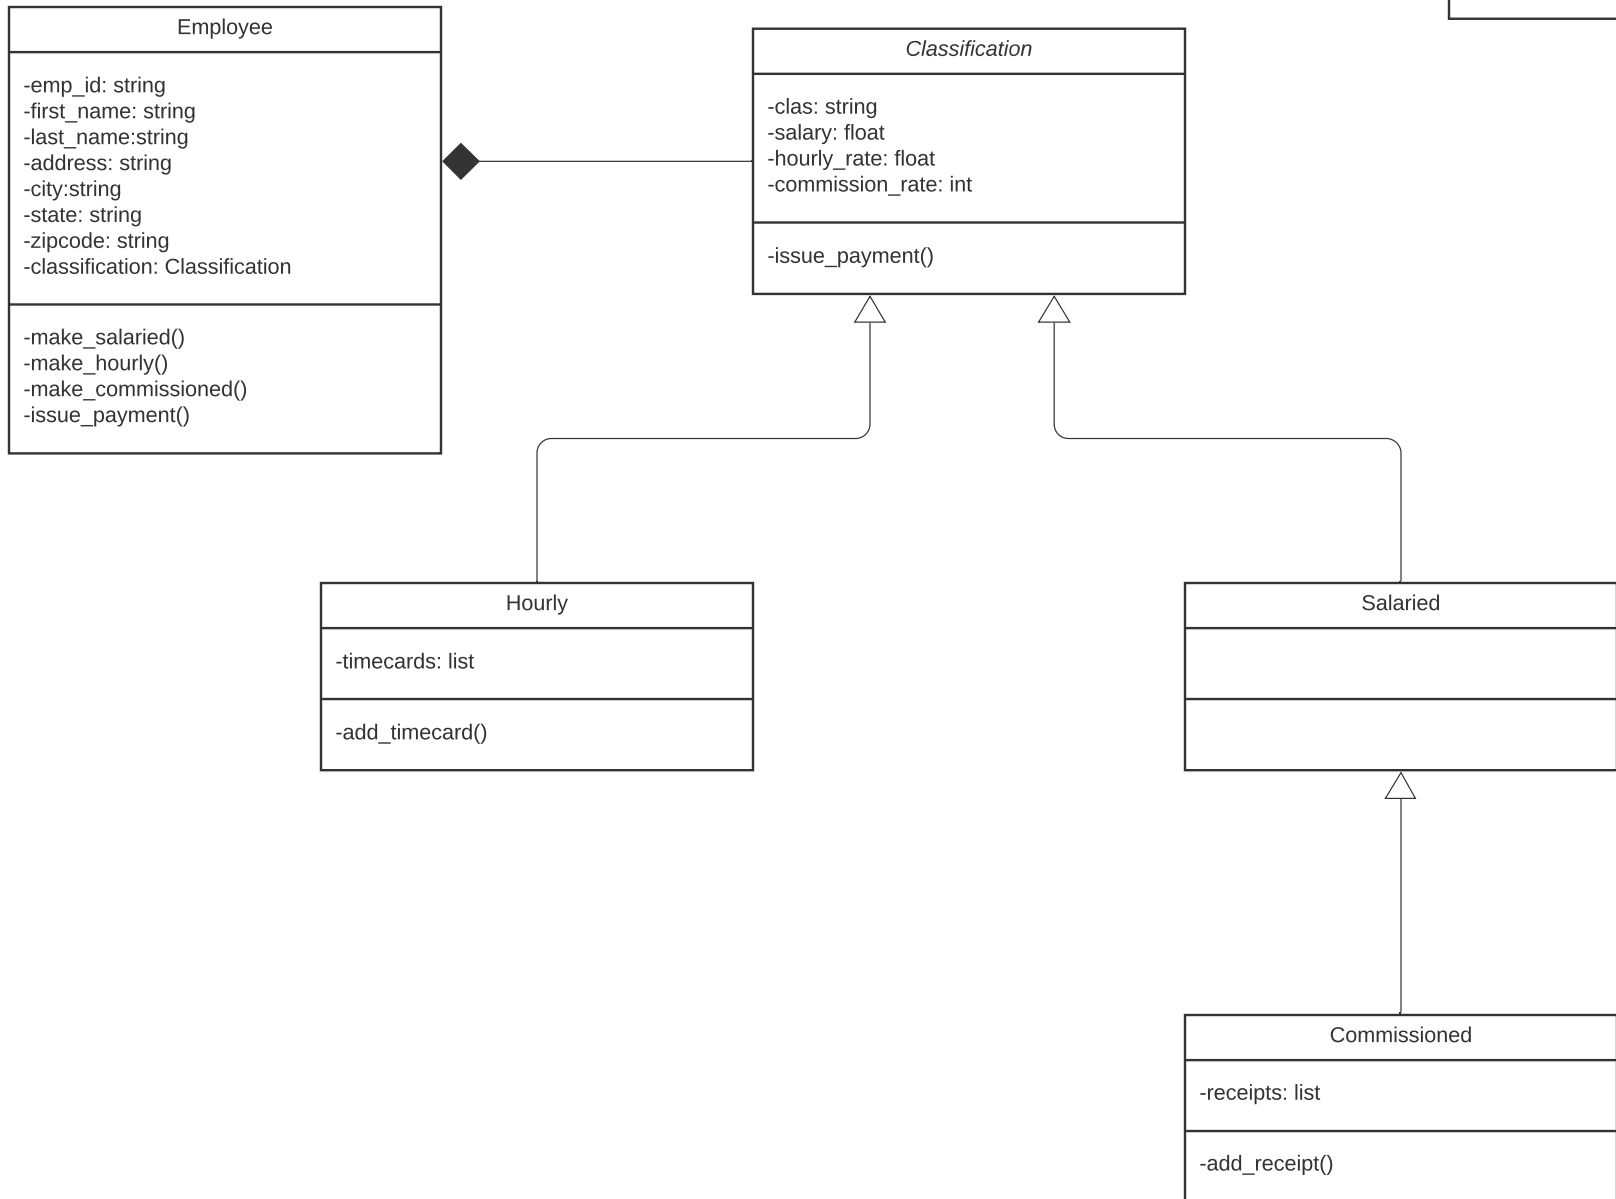 Employee
-emp_id: string
-first_name: string
-last_name:string
-address: string
-city:string
-state: string
-zipcode: string
-classification: Classification
-make_salaried()
-make_hourly()
-make_commissioned()
-issue_payment()
Classification
-clas: string
-salary: float
-hourly_rate: float
-commission_rate: int
-issue_payment()
Hourly
-timecards: list
-add_timecard()
Salaried
Commissioned
-receipts: list
-add_receipt()